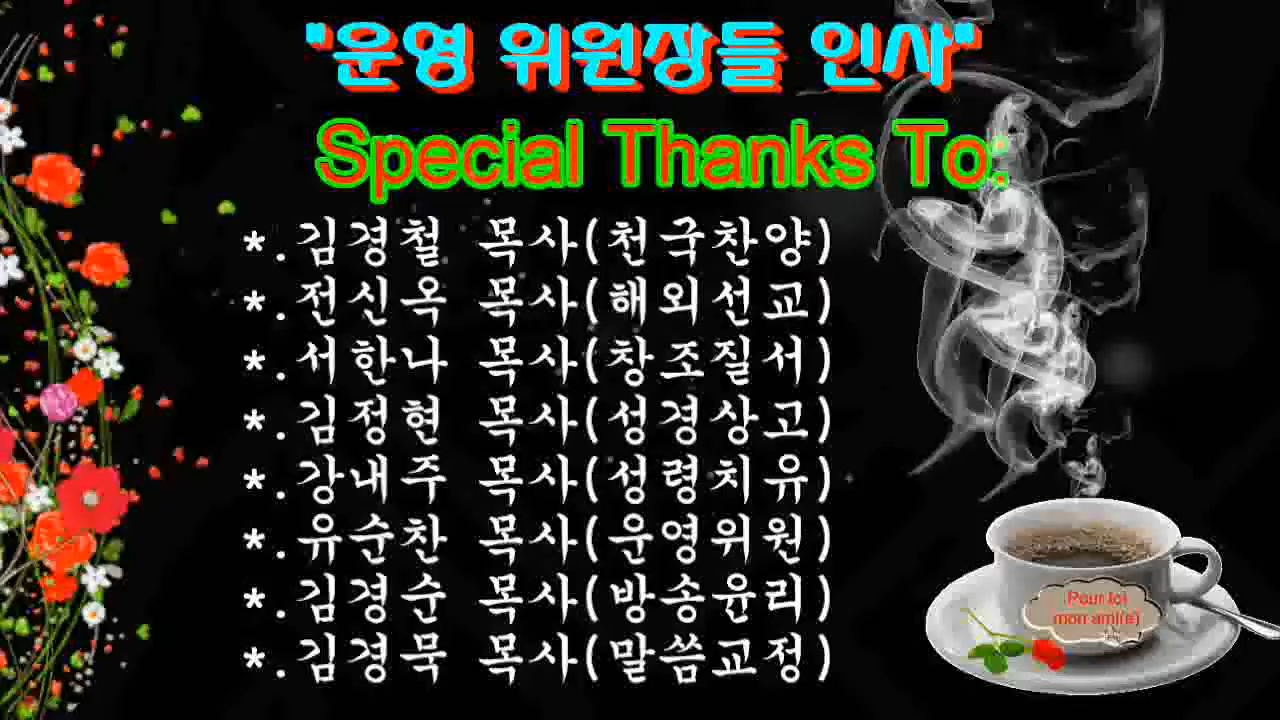 "운영 위원장들 인사"
Special Thanks To:
*.김경철 목사(천국찬양)
*.전신옥 목사(해외선교)
*.서한나 목사(창조질서)
*.김정현 목사(성경상고)
*.강내주 목사(성령치유)
*.유순찬 목사(운영위원)
*.김경순 목사(방송윤리)
*.김경묵 목사(말씀교정)
Pour toi
mon ami(e)